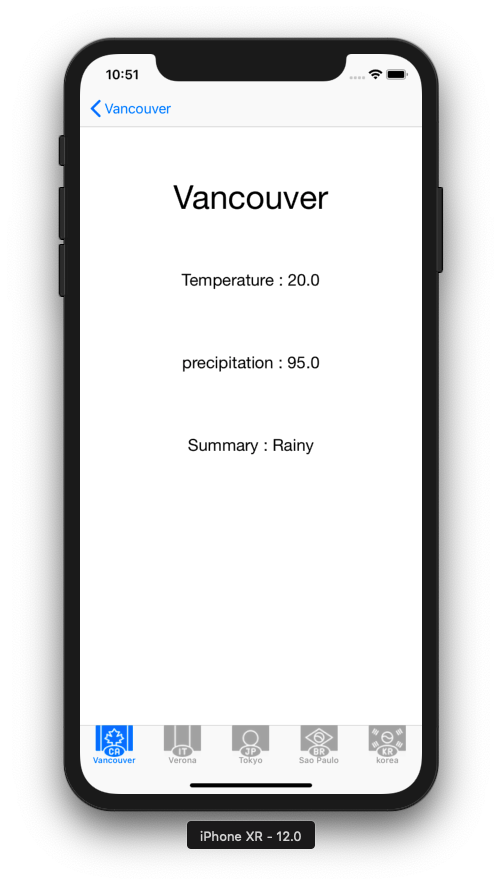 10:51
Vancouver
Vancouver
Temperature : 20.0
precipitation : 95.0
Summary : Rainy
CA IT JP BR KR
Vancouver Verona Tokyo Sao Paulo korea
iPhone XR - 12.0